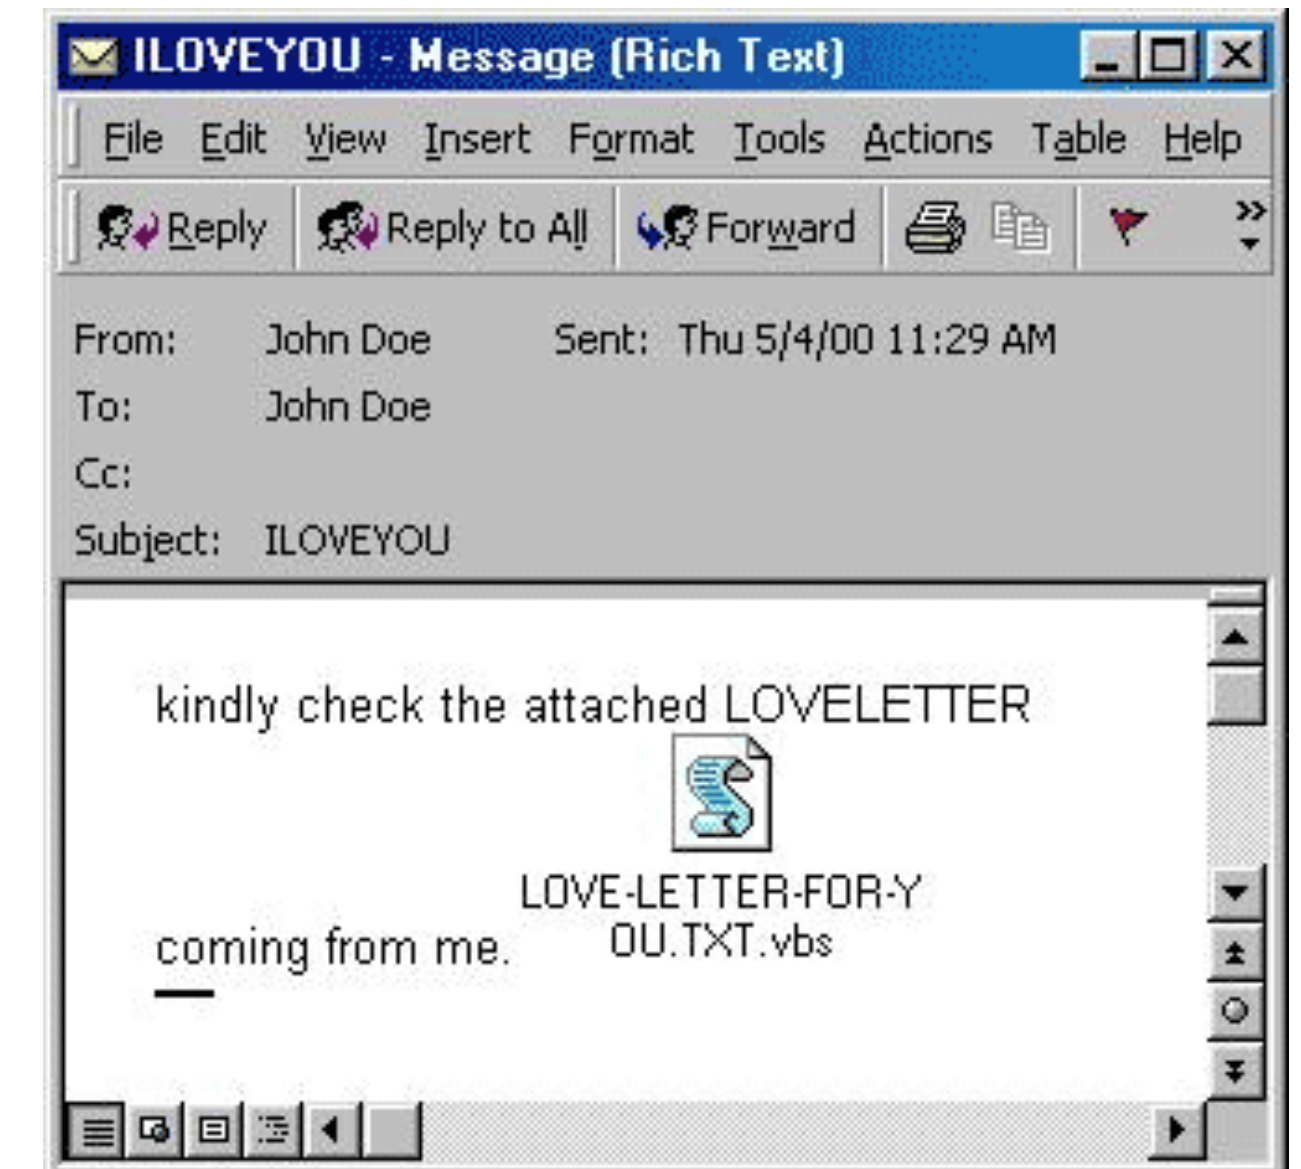 ILOVEYOU - Message (Rich Text)
File Edit View Insert Format Tools Actions Table Help
Reply Reply to All Forward
From: John Doe Sent: Thu 5/4/00 11:29 AM
To: John Doe
Cc:
Subject: ILOVEYOU
kindly check the attached LOVELETTER
LOVE-LETTER-FOR-Y
OU.TXT.vbs
coming from me.